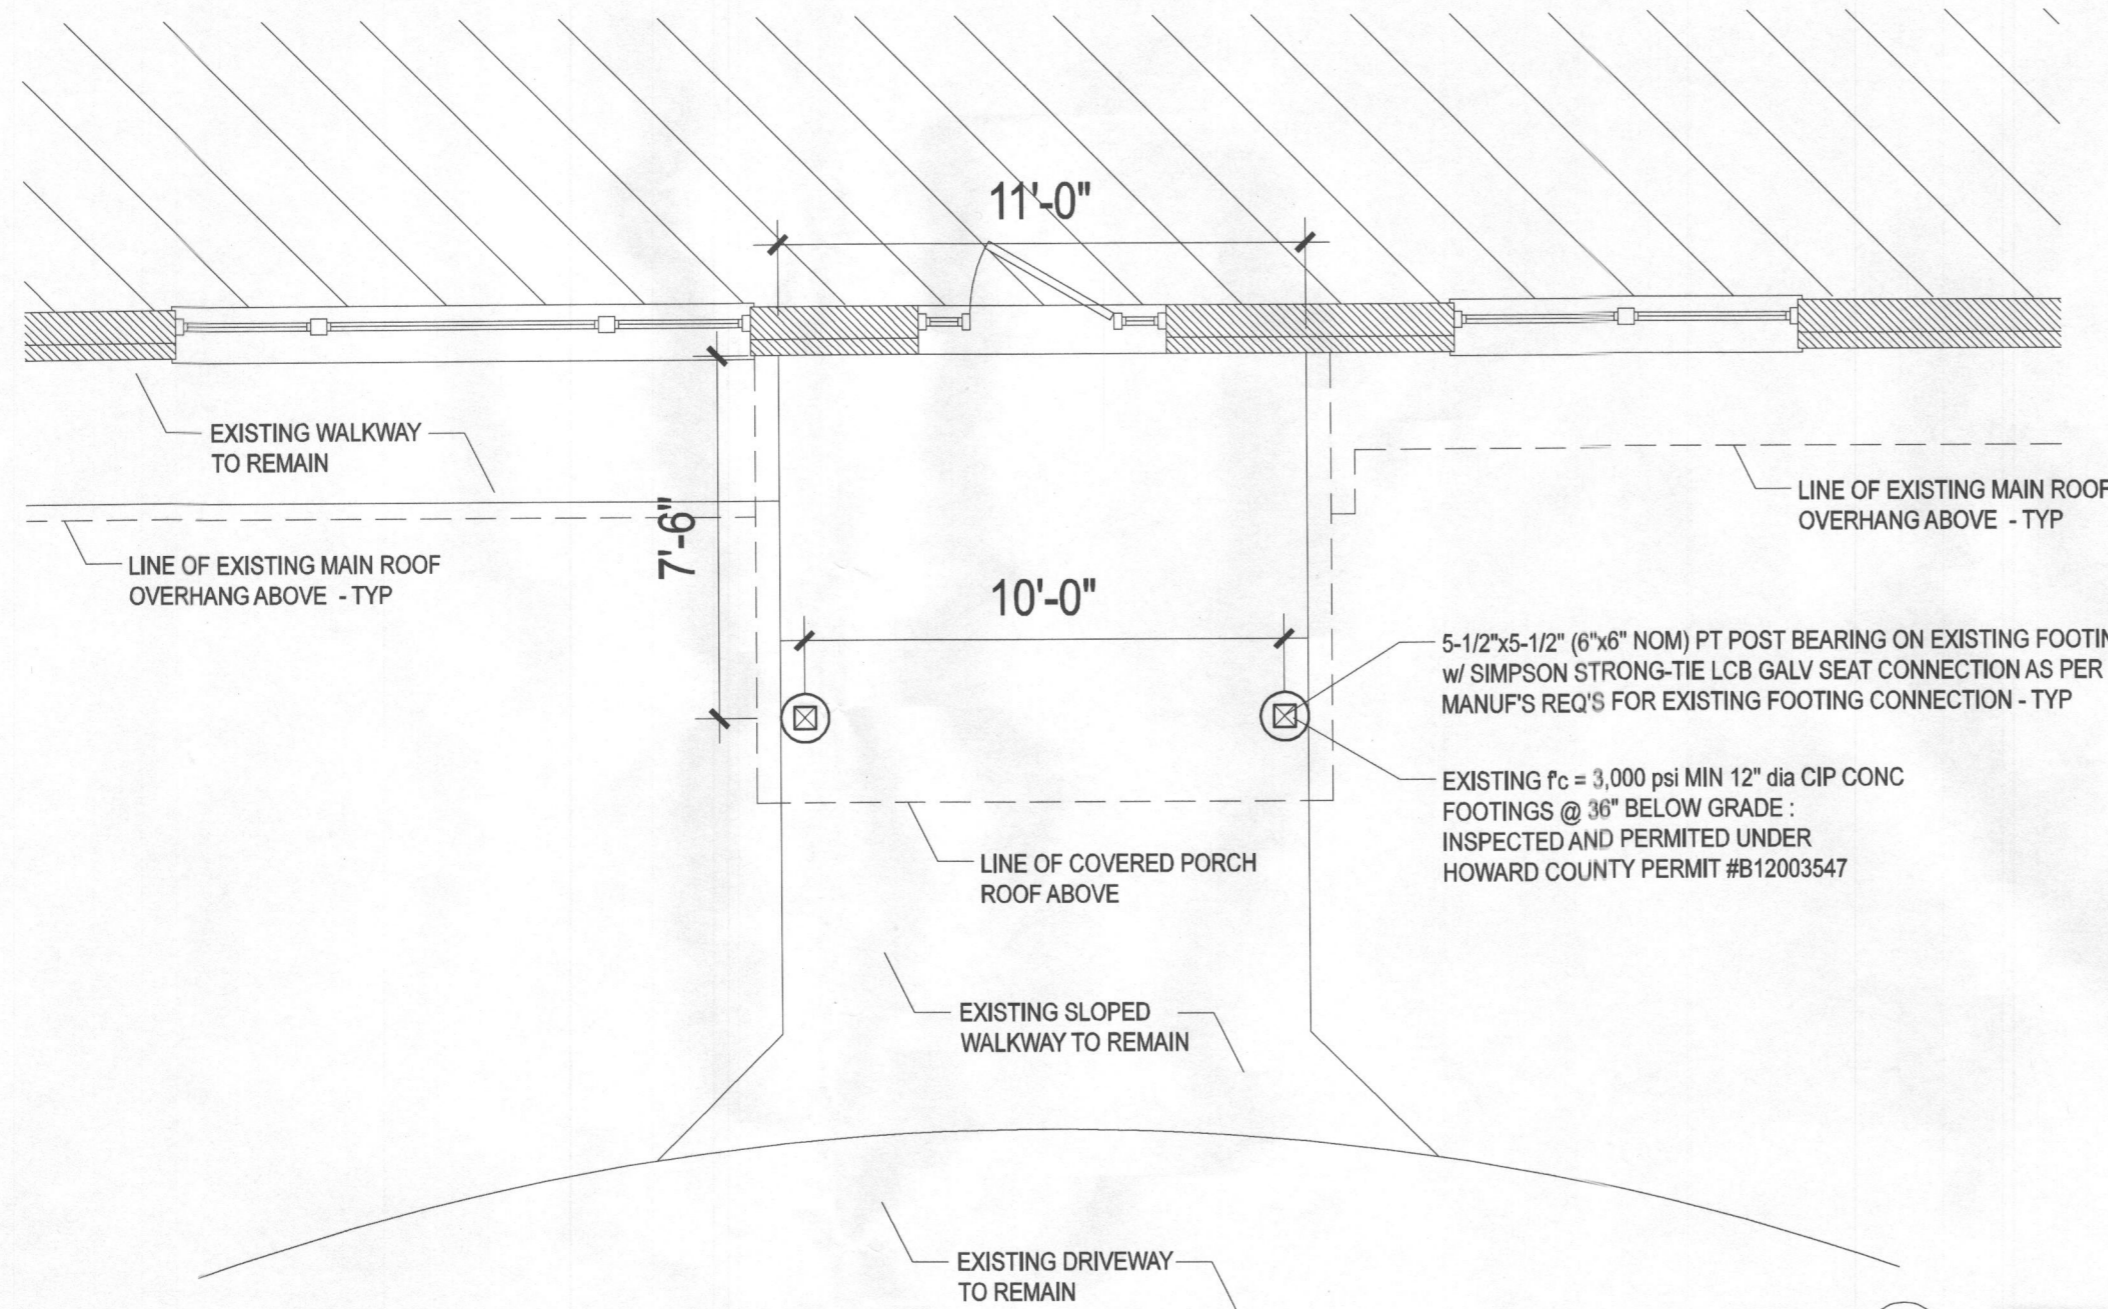 11'-0"
EXISTING WALKWAY
TO REMAIN
LINE OF EXISTING MAIN ROOF
OVERHANG ABOVE - TYP
7'-6"
LINE OF EXISTING MAIN ROOF
OVERHANG ABOVE - TYP
10'-0"
5-1/2"x5-1/2" (6"x6" NOM) PT POST BEARING ON EXISTING FOOTIN
w/ SIMPSON STRONG-TIE LCB GALV SEAT CONNECTION AS PER
MANUF'S REQ'S FOR EXISTING FOOTING CONNECTION - TYP
EXISTING f'c = 3,000 psi MIN 12" dia CIP CONC
FOOTINGS @ 36" BELOW GRADE :
INSPECTED AND PERMITED UNDER
HOWARD COUNTY PERMIT #B12003547
LINE OF COVERED PORCH
ROOF ABOVE
EXISTING SLOPED
WALKWAY TO REMAIN
EXISTING DRIVEWAY
TO REMAIN